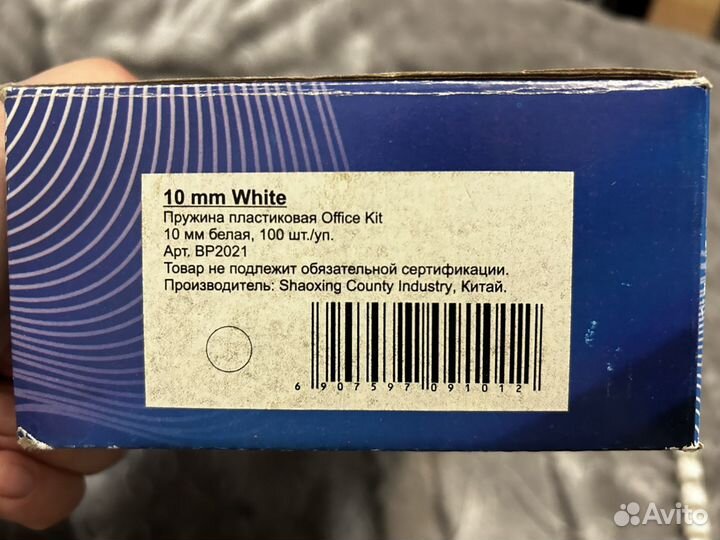 10 mm White
Пружина пластиковая Office Kit
10 мм белая, 100 шт./уп.
Арт. BP2021
Товар не подлежит обязательной сертификации.
Производитель: Shaoxing County Industry, Китай.
6 907597 091012
Avito